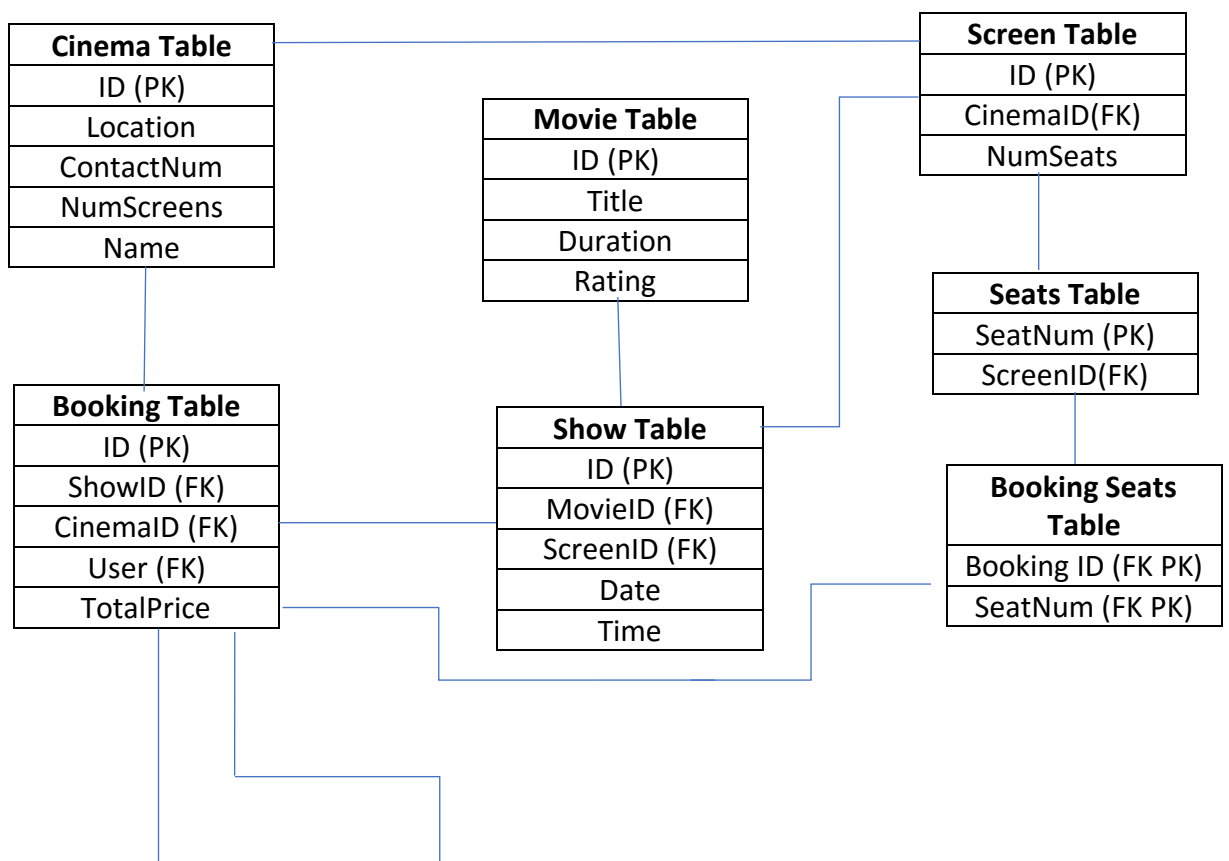 Cinema Table
ID (PK)
Location
ContactNum
NumScreens
Name
Screen Table
ID (PK)
CinemaID(FK)
NumSeats
Movie Table
ID (PK)
Title
Duration
Rating
Seats Table
SeatNum (PK)
ScreenID(FK)
Booking Table
ID (PK)
ShowID (FK)
CinemaID (FK)
User (FK)
TotalPrice
Show Table
ID (PK)
MovieID (FK)
ScreenID (FK)
Date
Time
Booking Seats
Table
Booking ID (FK PK)
SeatNum (FK PK)